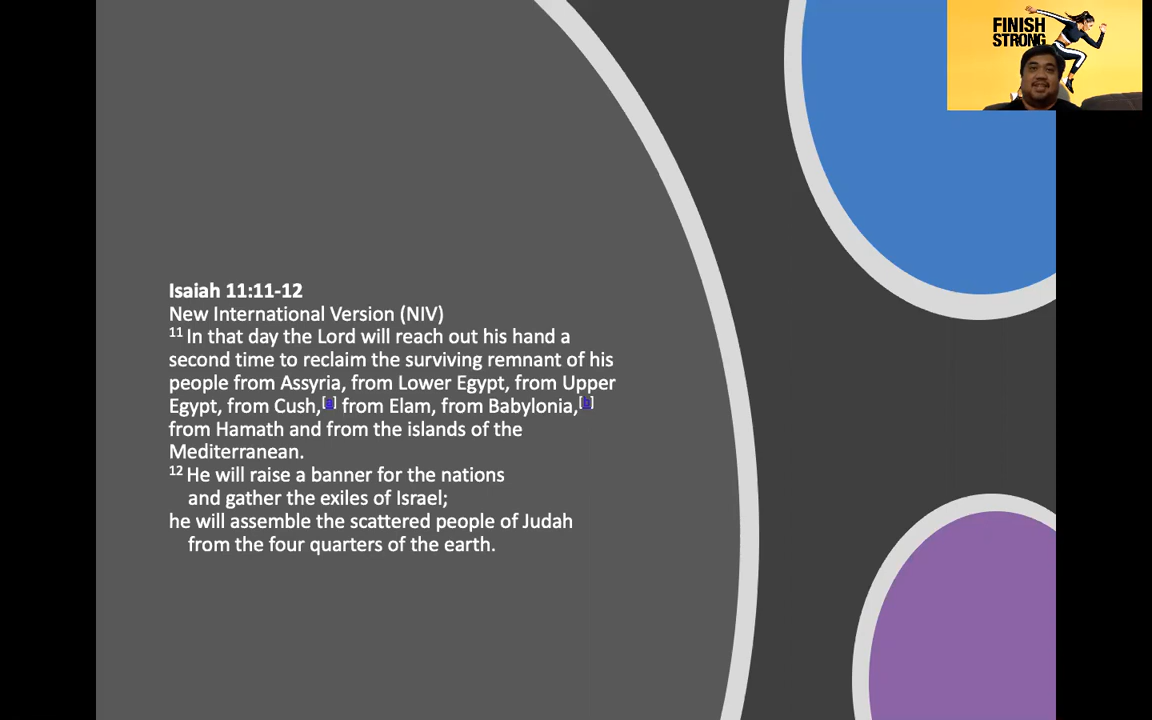 FINISH
STRONG
Isaiah 11:11-12
New International Version (NIV)
11 In that day the Lord will reach out his hand a
second time to reclaim the surviving remnant of his
people from Assyria, from Lower Egypt, from Upper
Egypt, from Cush,[a] from Elam, from Babylonia,[b]
from Hamath and from the islands of the
Mediterranean.
12 He will raise a banner for the nations
and gather the exiles of Israel;
he will assemble the scattered people of Judah
from the four quarters of the earth.